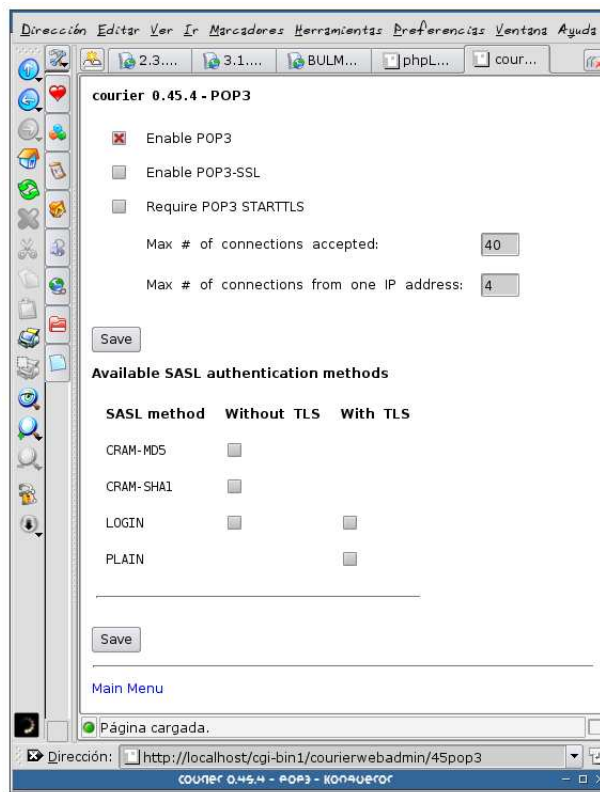 Dirección Editar Ver Ir Marcadores Herramientas Preferencias Ventana Ayuda
2.3.... 3.1.... BULM... phpL... cour...
courier 0.45.4 - POP3
Enable POP3
Enable POP3-SSL
Require POP3 STARTTLS
Max # of connections accepted: 40
Max # of connections from one IP address: 4
Save
Available SASL authentication methods
SASL method Without TLS With TLS
CRAM-MD5
CRAM-SHA1
LOGIN
PLAIN
Save
Main Menu
Página cargada.
Dirección: http://localhost/cgi-bin1/courierwebadmin/45pop3
courier 0.45.4 - POP3 - Konqueror